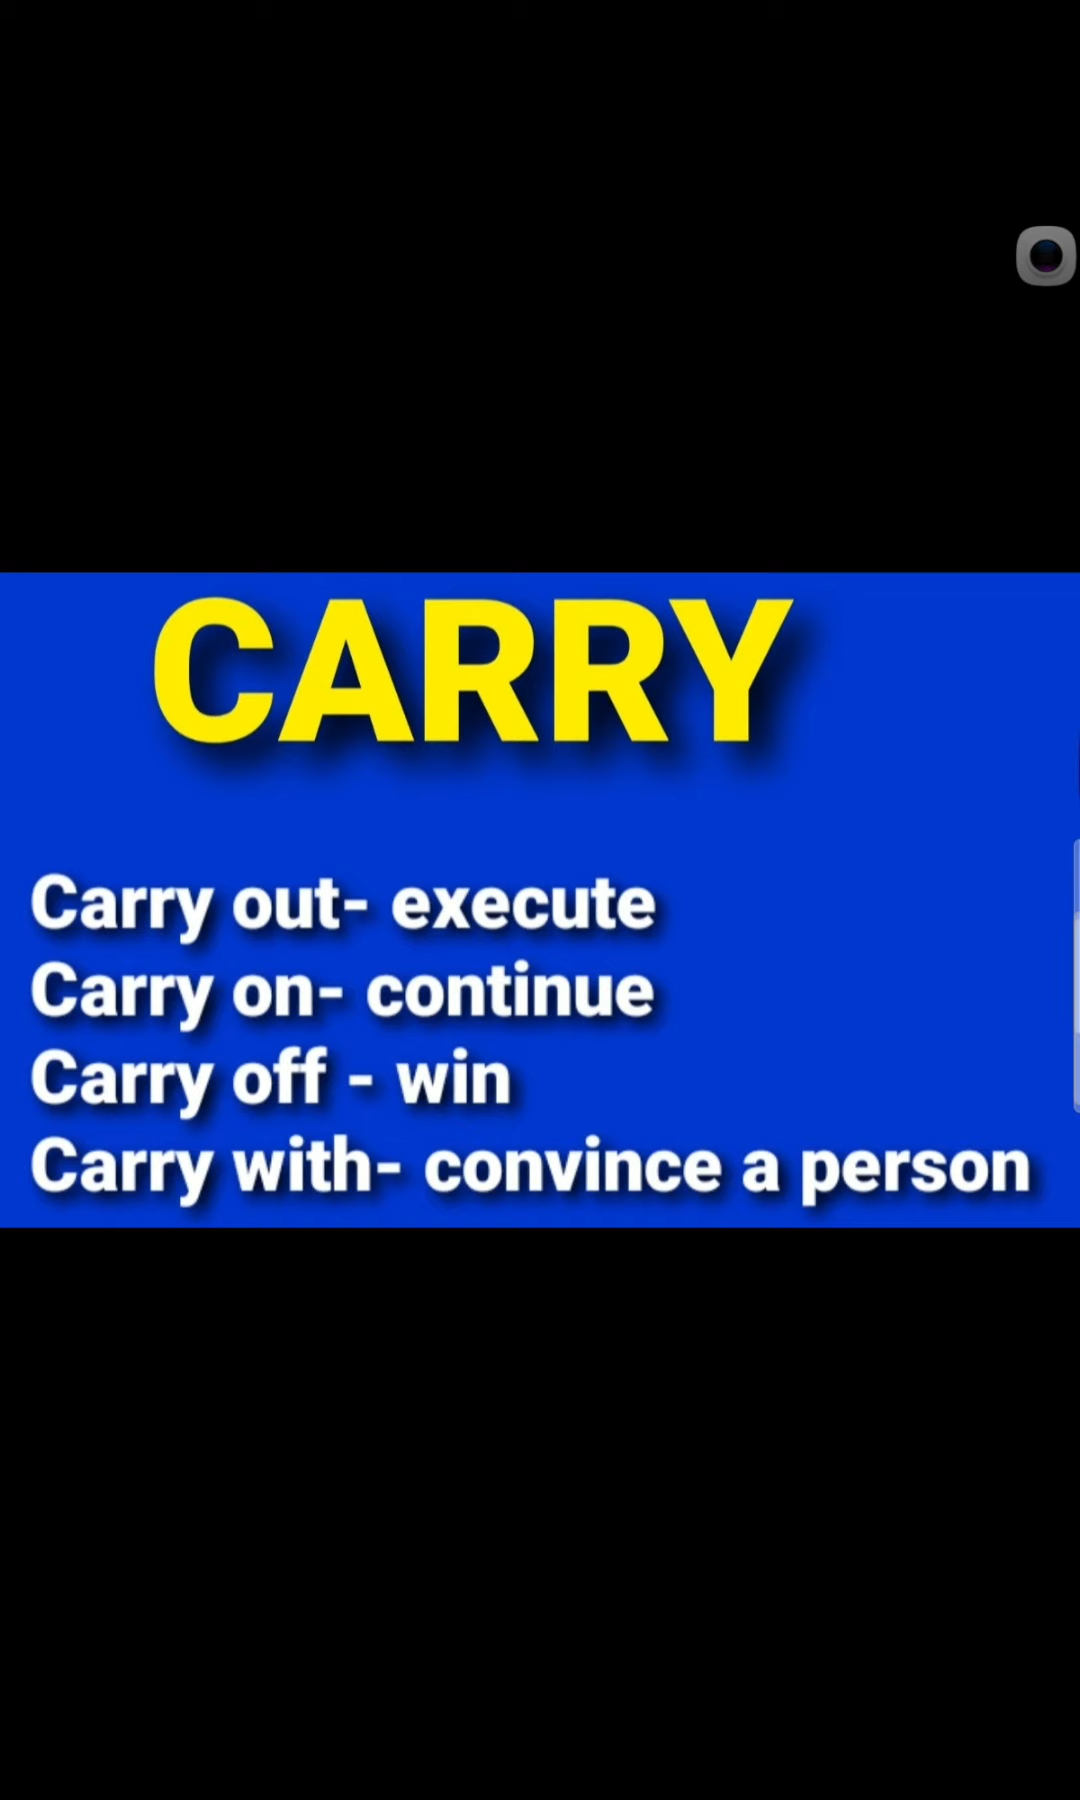 CARRY
Carry out- execute
Carry on- continue
Carry off - win
Carry with- convince a person